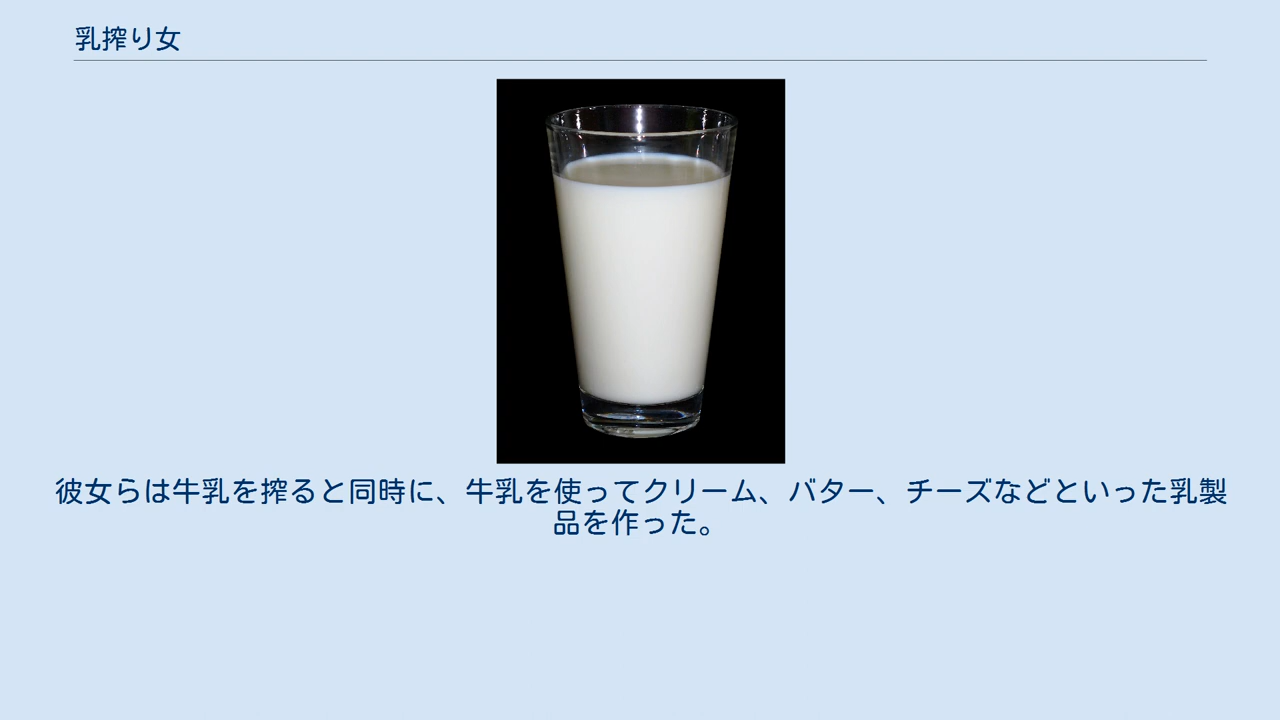 乳搾り女
彼女らは牛乳を搾ると同時に、牛乳を使ってクリーム、バター、チーズなどといった乳製
品を作った。